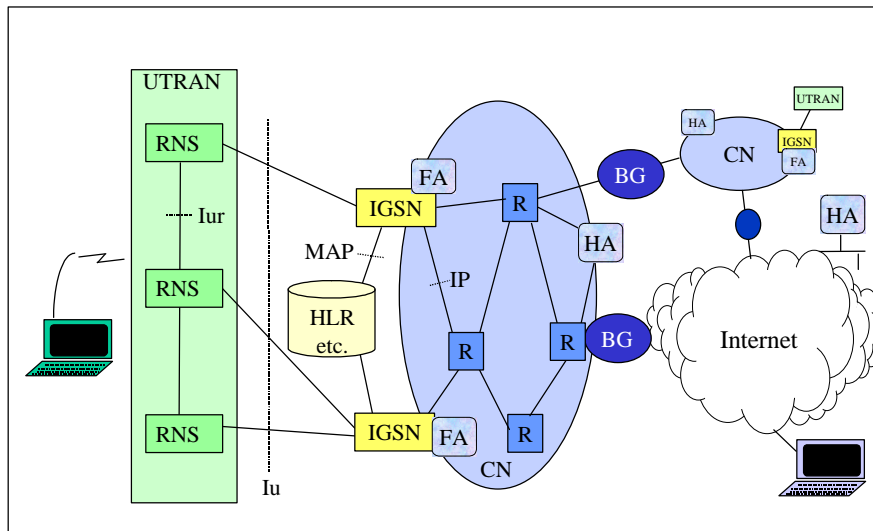 UTRAN
RNS
Iur
RNS
RNS
Iu
MAP
HLR
etc.
FA
IGSN
IP
IGSN
FA
R
R
R
R
HA
CN
BG
BG
HA
CN
UTRAN
IGSN
FA
HA
Internet